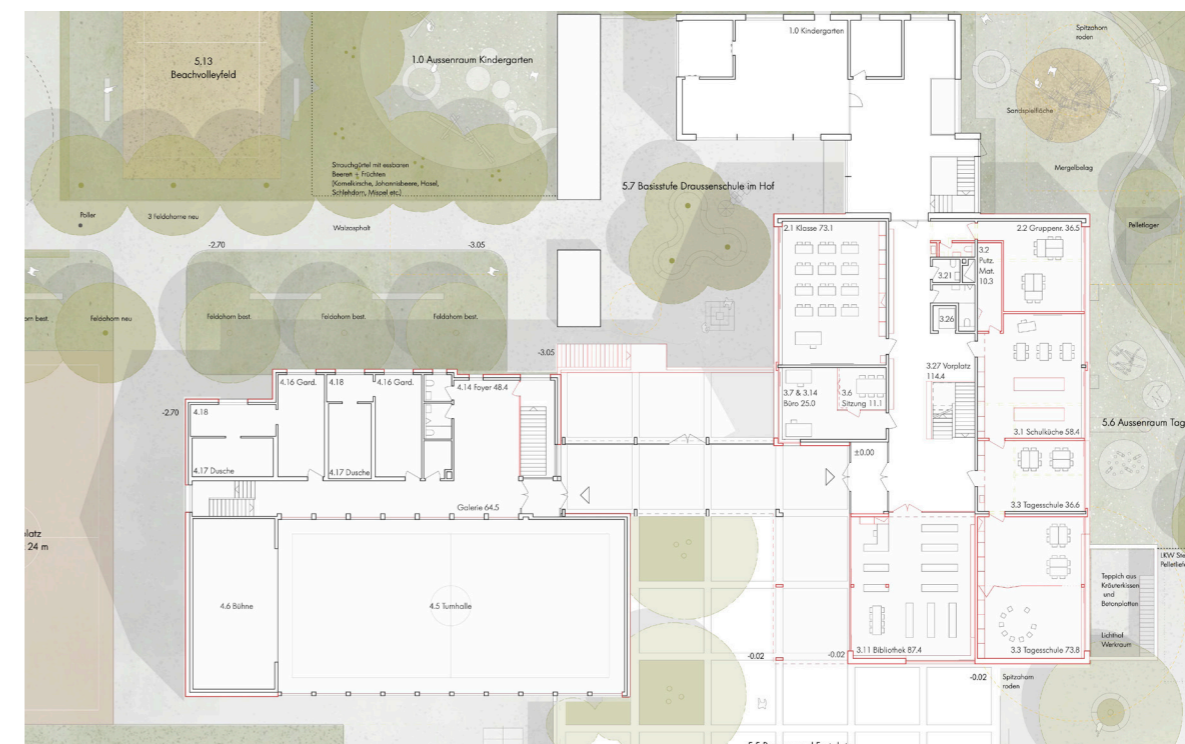 5,13
Beachvolleyfeld
1.0 Aussenraum Kindergarten
1.0 Kindergarten
Spitzahorn
roden
Sandspielfläche
Mergelbelag
Pelletlager
Strauchgürtel mit essbaren
Beeren + Früchten
(Kornelkirsche, Johannisbeere, Hasel,
Schlehdorn, Mispel etc.)
5.7 Basisstufe Draussenschule im Hof
Poller
3 Feldahorne neu
Walzasphalt
-2.70
-3.05
2.1 Klasse 73.1
2.2 Gruppenr. 36.5
3.2
Putz.
Mat.
10.3
3.21
3.26
Feldahorn neu
Feldahorn best.
Feldahorn best.
Feldahorn best.
-3.05
3.27 Vorplatz
114.4
4.16 Gard.
4.18
4.16 Gard.
4.14 Foyer 48.4
3.7 & 3.14
Büro 25.0
3.6
Sitzung 11.1
-2.70
4.18
3.1 Schulküche 58.4
5.6 Aussenraum Tag
±0.00
4.17 Dusche
4.17 Dusche
Galerie 64.5
3.3 Tagesschule 36.6
platz
24 m
LKW Ste
Pelletlief
Teppich aus
Kräuterkissen
und
Betonplatten
4.6 Bühne
4.5 Turnhalle
Lichthof
Werkraum
-0.02
-0.02
3.11 Bibliothek 87.4
3.3 Tagesschule 73.8
-0.02
Spitzahorn
roden